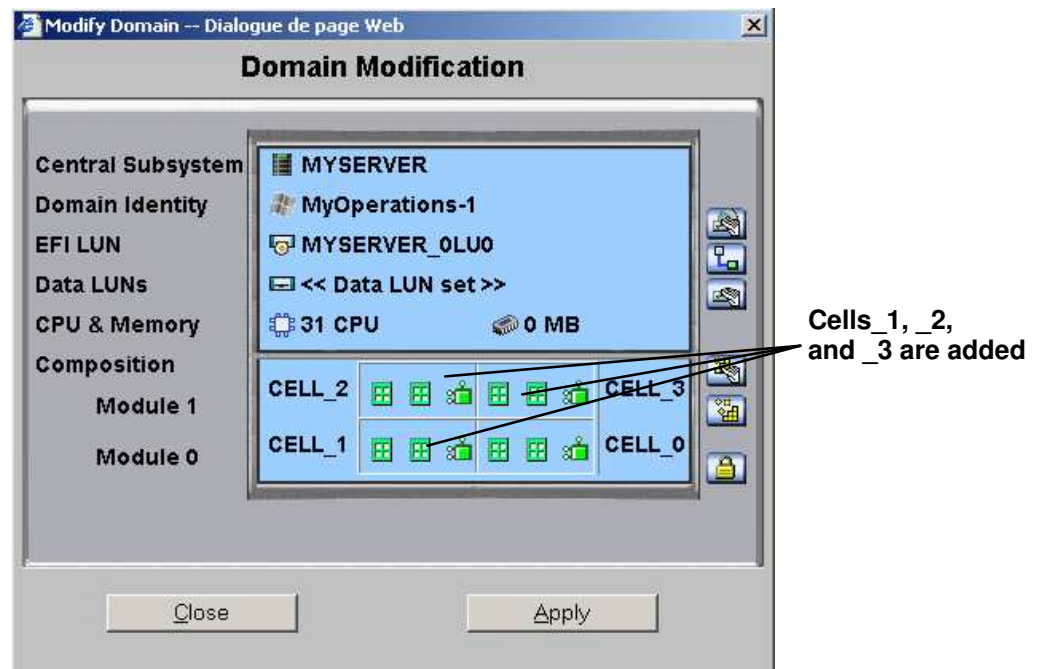 Modify Domain -- Dialogue de page Web
Domain Modification
Central Subsystem MYSERVER
Domain Identity MyOperations-1
EFI LUN MYSERVER_0LU0
Data LUNs << Data LUN set >>
CPU & Memory 31 CPU 0 MB
Composition
Module 1 CELL_2 CELL_3
Module 0 CELL_1 CELL_0
Cells_1, _2,
and _3 are added
Close Apply